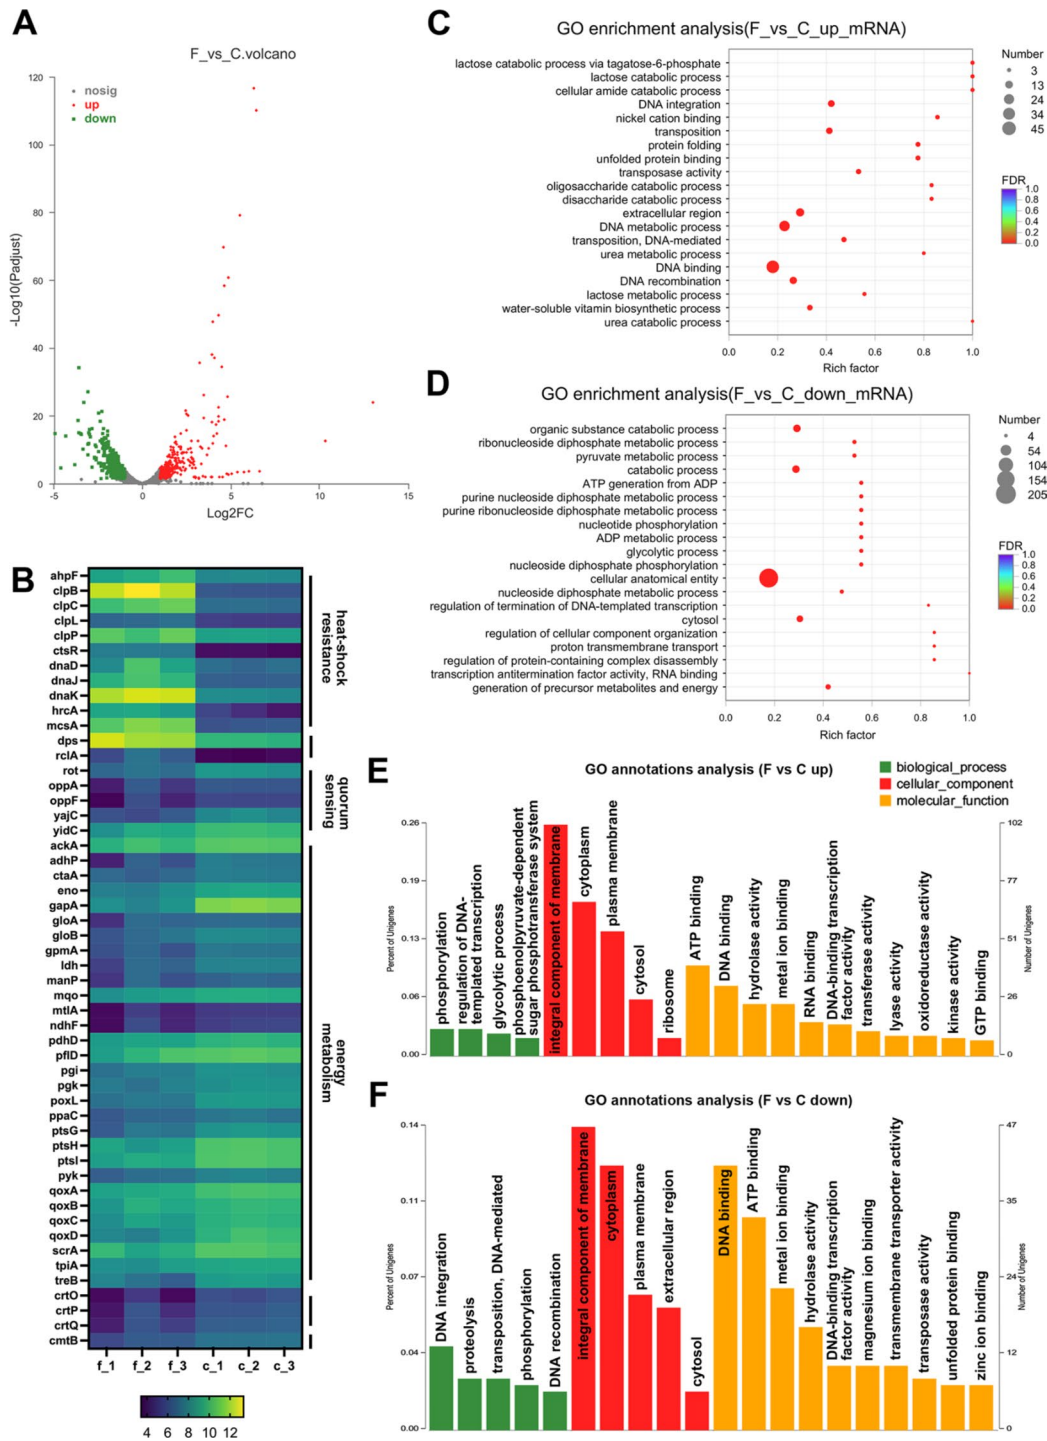 A
F_vs_C.volcano
nosig
up
down
120
100
80
60
40
20
0
-Log10(Padjust)
-5
0
5
10
15
Log2FC
B
ahpF
clpB
clpC
clpL
clpP
ctsR
dnaD
dnaJ
dnaK
hrcA
mcsA
dps
rclA
rot
oppA
oppF
yajC
yidC
ackA
adhP
ctaA
eno
gapA
gloA
gloB
gpmA
ldh
manP
mqo
mtlA
ndhF
pdhD
pflD
pgi
pgk
poxL
ppaC
ptsG
ptsH
ptsI
pyk
qoxA
qoxB
qoxC
qoxD
scrA
tpiA
treB
crtO
crtP
crtQ
cmtB
heat-shock
resistance
quorum
sensing
energy
metabolism
f_1 f_2 f_3 c_1 c_2 c_3
4 6 8 10 12
C
GO enrichment analysis(F_vs_C_up_mRNA)
lactose catabolic process via tagatose-6-phosphate
lactose catabolic process
cellular amide catabolic process
DNA integration
nickel cation binding
transposition
protein folding
unfolded protein binding
transposase activity
oligosaccharide catabolic process
disaccharide catabolic process
extracellular region
DNA metabolic process
transposition, DNA-mediated
urea metabolic process
DNA binding
DNA recombination
lactose metabolic process
water-soluble vitamin biosynthetic process
urea catabolic process
0.0 0.2 0.4 0.6 0.8 1.0
Rich factor
Number
3
13
24
34
45
FDR
1.0
0.8
0.6
0.4
0.2
0.0
D
GO enrichment analysis(F_vs_C_down_mRNA)
organic substance catabolic process
ribonucleoside diphosphate metabolic process
pyruvate metabolic process
catabolic process
ATP generation from ADP
purine nucleoside diphosphate metabolic process
purine ribonucleoside diphosphate metabolic process
nucleotide phosphorylation
ADP metabolic process
glycolytic process
nucleoside diphosphate phosphorylation
cellular anatomical entity
nucleoside diphosphate metabolic process
regulation of termination of DNA-templated transcription
cytosol
regulation of cellular component organization
proton transmembrane transport
regulation of protein-containing complex disassembly
transcription antitermination factor activity, RNA binding
generation of precursor metabolites and energy
0.0 0.2 0.4 0.6 0.8 1.0
Rich factor
Number
4
54
104
154
205
FDR
1.0
0.8
0.6
0.4
0.2
0.0
E
GO annotations analysis (F vs C up)
biological_process
cellular_component
molecular_function
0.26
0.19
0.13
0.06
0.00
Percent of Unigenes
phosphorylation
regulation of DNA-
templated transcription
glycolytic process
phosphoenolpyruvate-dependent
sugar phosphotransferase system
integral component of membrane
cytoplasm
plasma membrane
cytosol
ribosome
ATP binding
DNA binding
hydrolase activity
metal ion binding
RNA binding
DNA-binding transcription
factor activity
transferase activity
lyase activity
oxidoreductase activity
kinase activity
GTP binding
102
77
51
26
0
Number of Unigenes
F
GO annotations analysis (F vs C down)
0.14
0.11
0.07
0.04
0.00
Percent of Unigenes
DNA integration
proteolysis
transposition, DNA-mediated
phosphorylation
DNA recombination
integral component of membrane
cytoplasm
plasma membrane
extracellular region
cytosol
DNA binding
ATP binding
metal ion binding
hydrolase activity
DNA-binding transcription
factor activity
magnesium ion binding
transmembrane transporter activity
transposase activity
unfolded protein binding
zinc ion binding
47
35
24
12
0
Number of Unigenes